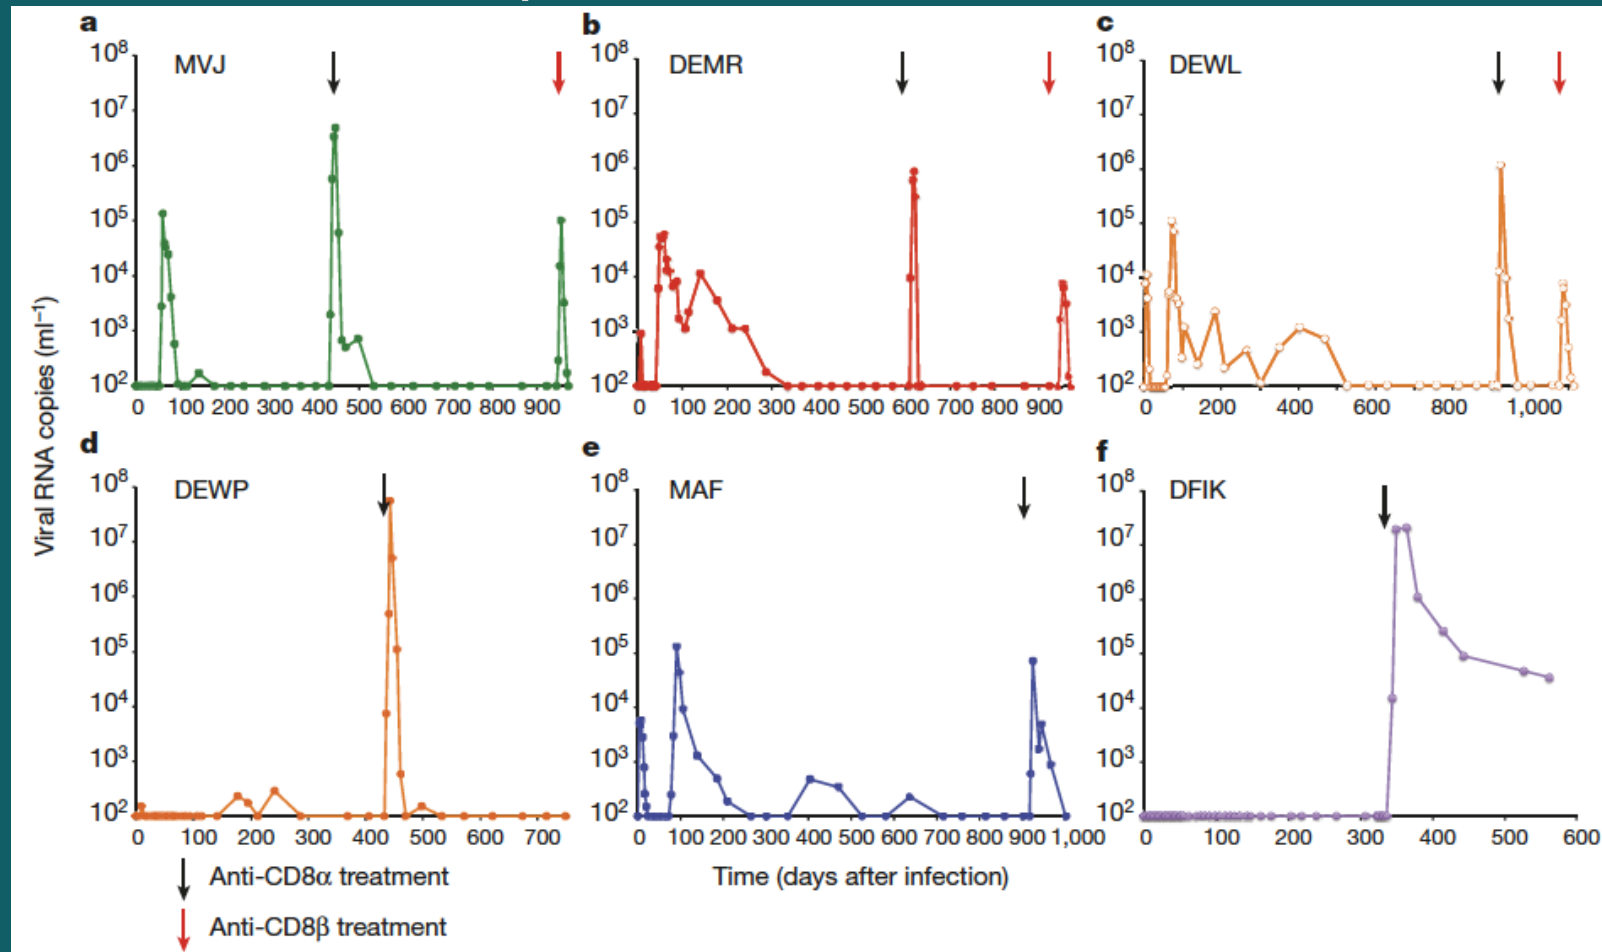 a
MVJ
10⁸
10⁷
10⁶
10⁵
10⁴
10³
10²
0 100 200 300 400 500 600 700 800 900
b
DEMR
10⁸
10⁷
10⁶
10⁵
10⁴
10³
10²
0 100 200 300 400 500 600 700 800 900
c
DEWL
10⁸
10⁷
10⁶
10⁵
10⁴
10³
10²
0 200 400 600 800 1,000
Viral RNA copies (ml⁻¹)
d
DEWP
10⁸
10⁷
10⁶
10⁵
10⁴
10³
10²
0 100 200 300 400 500 600 700
e
MAF
10⁸
10⁷
10⁶
10⁵
10⁴
10³
10²
0 100 200 300 400 500 600 700 800 900 1,000
f
DFIK
10⁸
10⁷
10⁶
10⁵
10⁴
10³
10²
0 100 200 300 400 500 600
Time (days after infection)
Anti-CD8α treatment
Anti-CD8β treatment